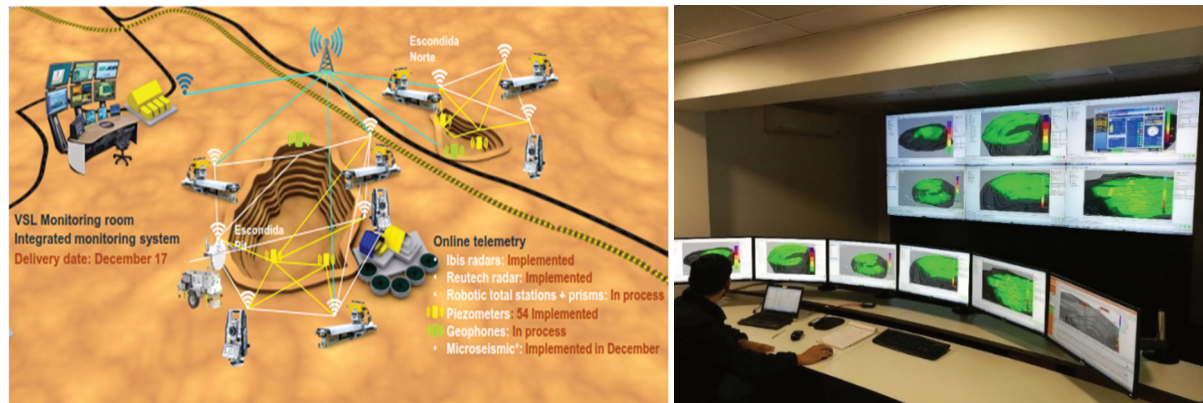 Escondida
Norte
VSL Monitoring room
Integrated monitoring system
Delivery date: December 17
Escondida
Online telemetry
• Ibis radars: Implemented
• Reutech radar: Implemented
• Robotic total stations + prisms: In process
• Piezometers: 54 Implemented
• Geophones: In process
• Microseismic*: Implemented in December